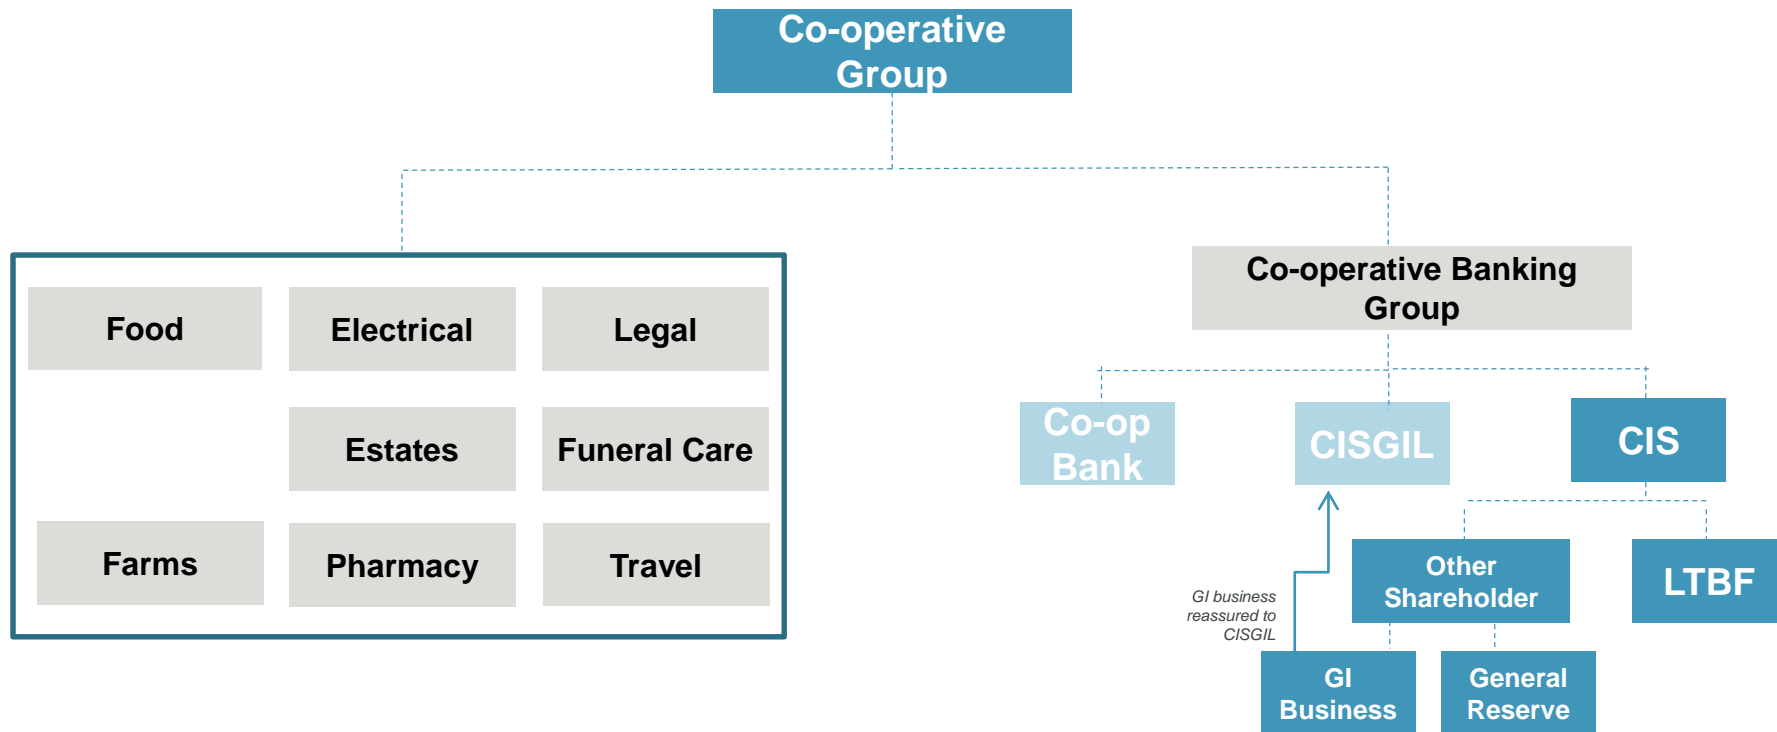 Co-operative
Group
Co-operative Banking
Group
Food
Electrical
Legal
Estates
Funeral Care
Farms
Pharmacy
Travel
Co-op
Bank
CISGIL
CIS
Other
Shareholder
LTBF
GI business
reassured to
CISGIL
GI
Business
General
Reserve